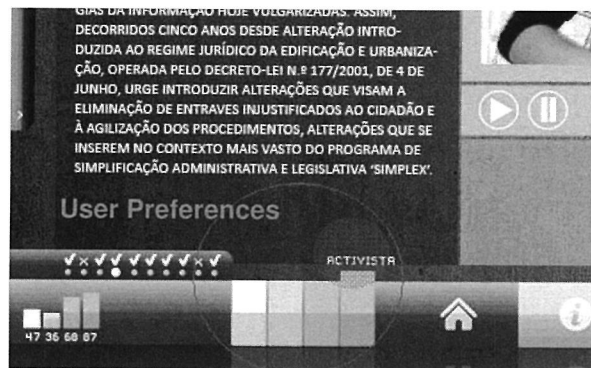 GIAS DA INFORMAÇÃO HOJE VULGARIZADAS. ASSIM,
DECORRIDOS CINCO ANOS DESDE ALTERAÇÃO INTRO-
DUZIDA AO REGIME JURÍDICO DA EDIFICAÇÃO E URBANIZA-
ÇÃO, OPERADA PELO DECRETO-LEI N.º 177/2001, DE 4 DE
JUNHO, URGE INTRODUZIR ALTERAÇÕES QUE VISAM A
ELIMINAÇÃO DE ENTRAVES INJUSTIFICADOS AO CIDADÃO E
À AGILIZAÇÃO DOS PROCEDIMENTOS, ALTERAÇÕES QUE SE
INSEREM NO CONTEXTO MAIS VASTO DO PROGRAMA DE
SIMPLIFICAÇÃO ADMINISTRATIVA E LEGISLATIVA ‘SIMPLEX’.
User Preferences
ACTIVISTA
47 36 68 87
i